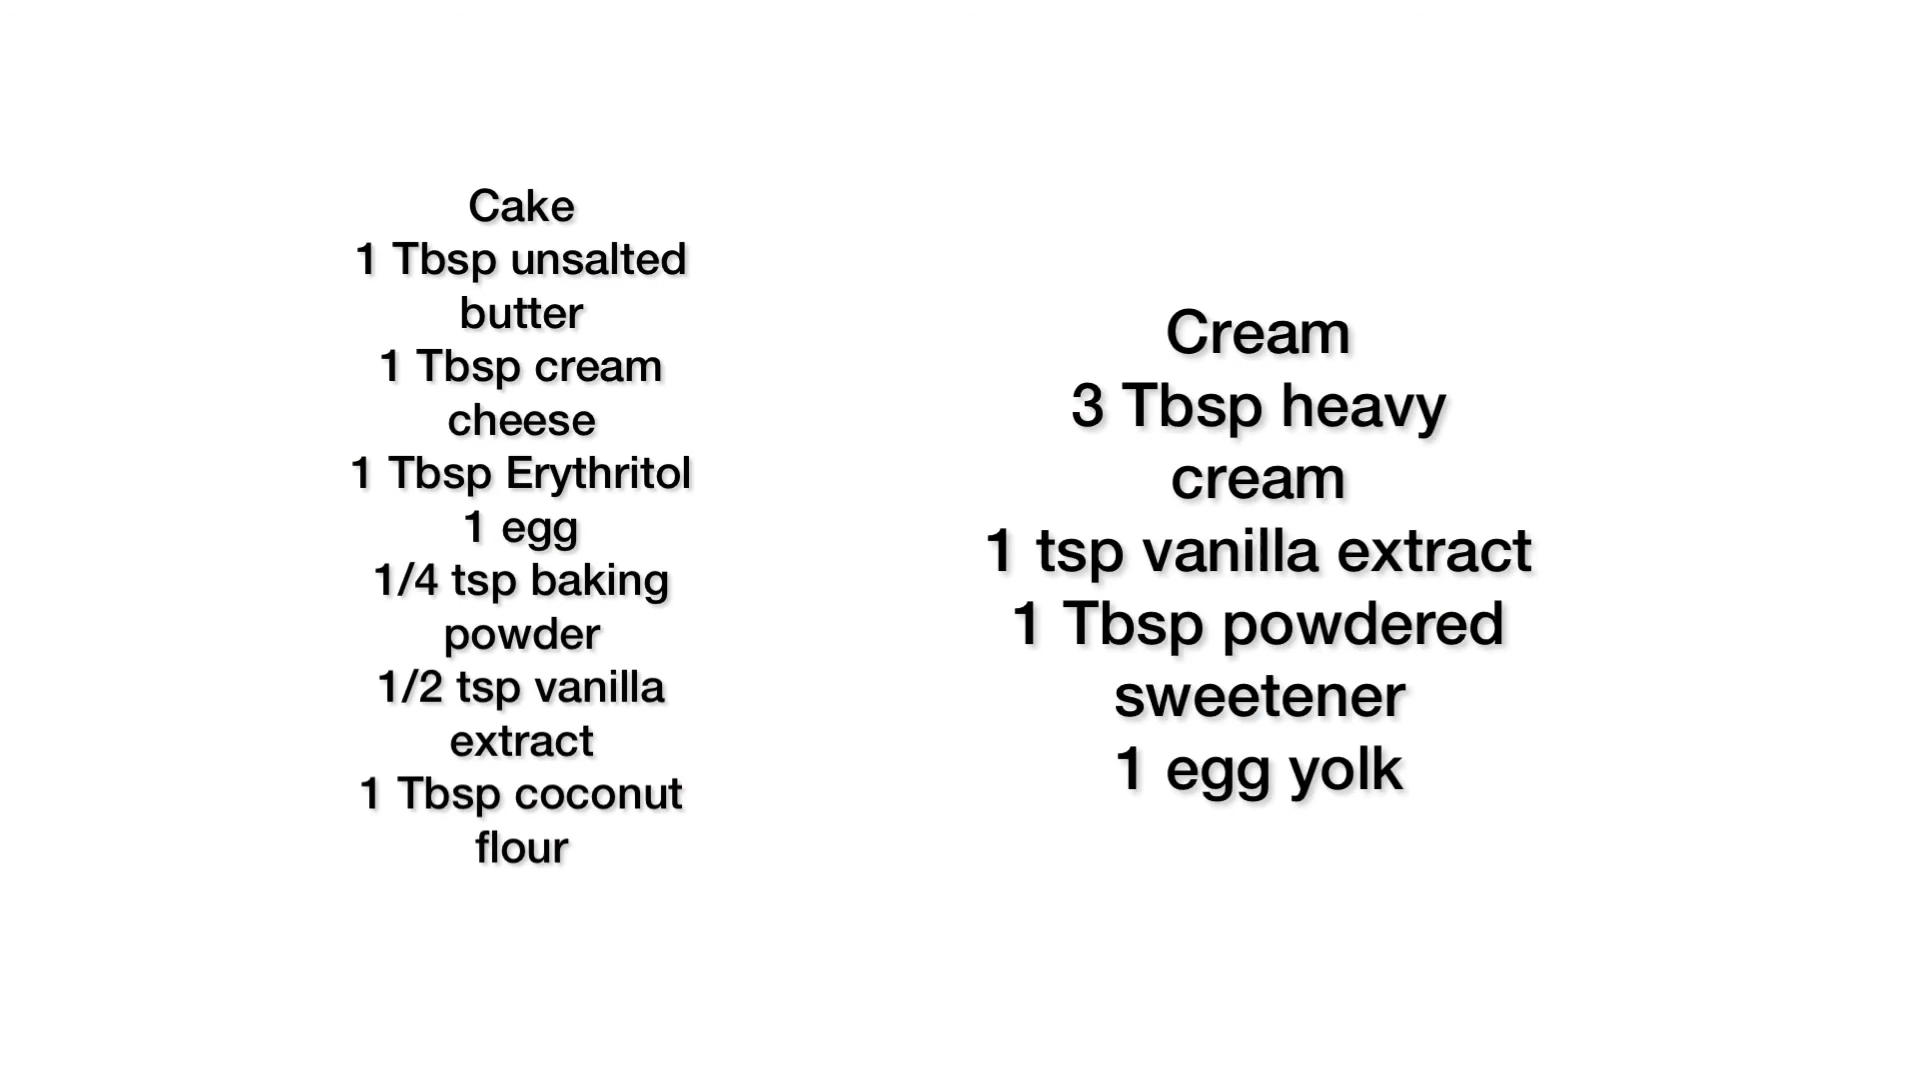 Cake
1 Tbsp unsalted
butter
1 Tbsp cream
cheese
1 Tbsp Erythritol
1 egg
1/4 tsp baking
powder
1/2 tsp vanilla
extract
1 Tbsp coconut
flour
Cream
3 Tbsp heavy
cream
1 tsp vanilla extract
1 Tbsp powdered
sweetener
1 egg yolk